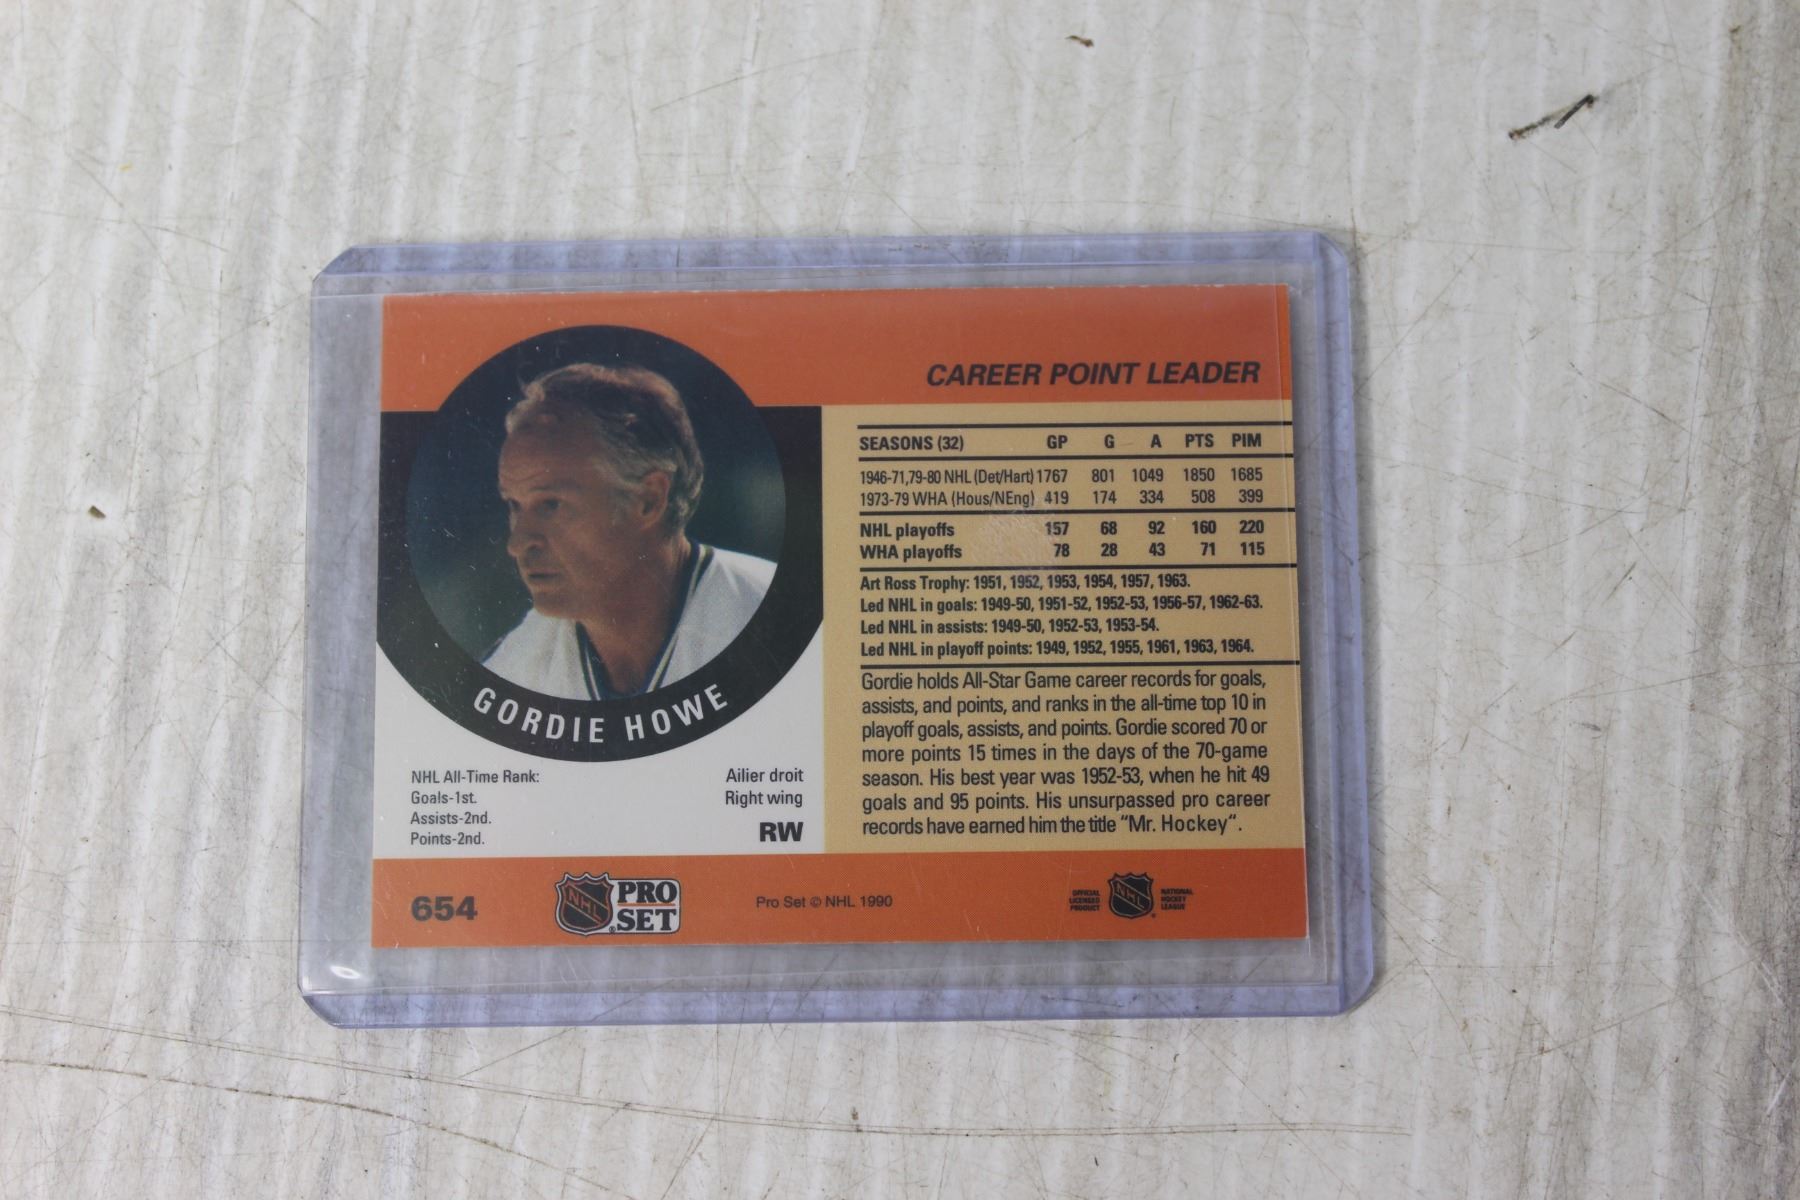 CAREER POINT LEADER
GORDIE HOWE
NHL All-Time Rank:
Goals-1st.
Assists-2nd.
Points-2nd.
Ailier droit
Right wing
RW
SEASONS (32) GP G A PTS PIM
1946-71,79-80 NHL (Det/Hart) 1767 801 1049 1850 1685
1973-79 WHA (Hous/NEng) 419 174 334 508 399
NHL playoffs 157 68 92 160 220
WHA playoffs 78 28 43 71 115
Art Ross Trophy: 1951, 1952, 1953, 1954, 1957, 1963.
Led NHL in goals: 1949-50, 1951-52, 1952-53, 1956-57, 1962-63.
Led NHL in assists: 1949-50, 1952-53, 1953-54.
Led NHL in playoff points: 1949, 1952, 1955, 1961, 1963, 1964.
Gordie holds All-Star Game career records for goals,
assists, and points, and ranks in the all-time top 10 in
playoff goals, assists, and points. Gordie scored 70 or
more points 15 times in the days of the 70-game
season. His best year was 1952-53, when he hit 49
goals and 95 points. His unsurpassed pro career
records have earned him the title "Mr. Hockey".
654
NHL
PRO
SET
Pro Set © NHL 1990
OFFICIAL
LICENSED
PRODUCT
NHL
NATIONAL
HOCKEY
LEAGUE